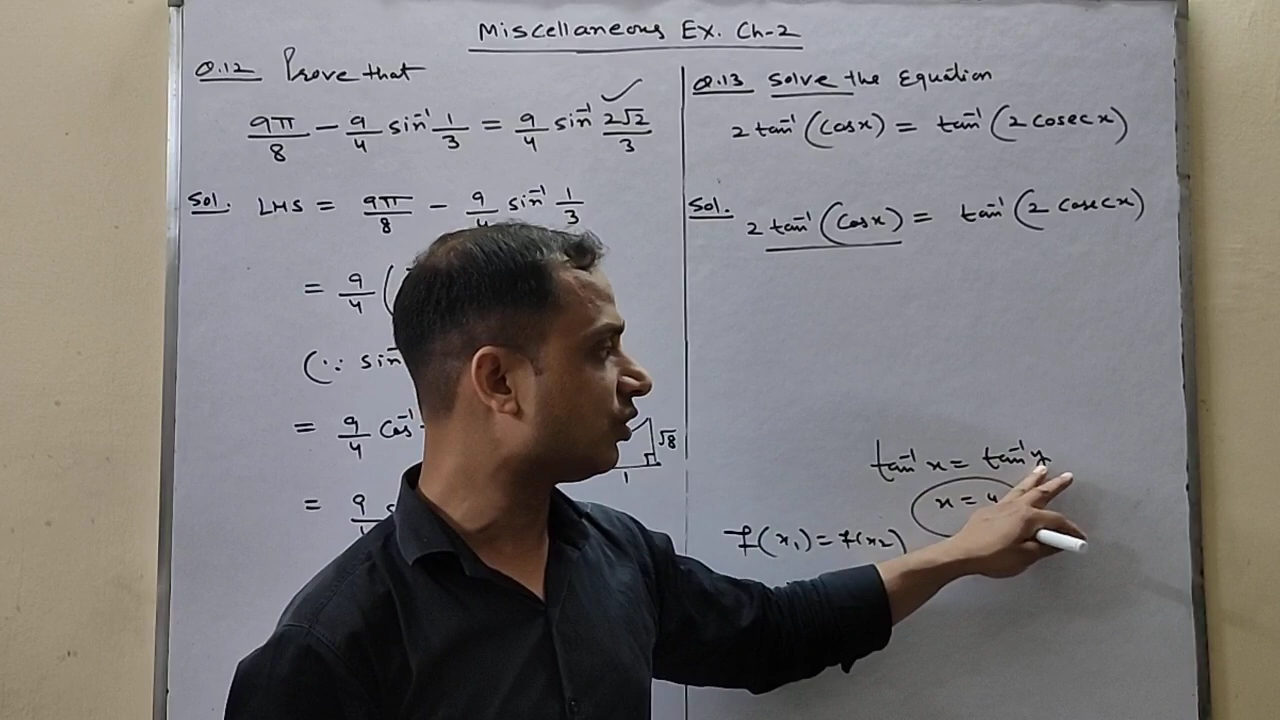 Miscellaneous Ex. Ch-2
Q.12 Prove that
9π/8 − 9/4 sin⁻¹ 1/3 = 9/4 sin⁻¹ 2√2/3 ✓
Sol. LHS = 9π/8 − 9/4 sin⁻¹ 1/3
= 9/4 (
(∵ sin⁻
= 9/4 cos⁻¹
√8
1
= 9
Q.13 Solve the Equation
2 tan⁻¹ (cos x) = tan⁻¹ (2 cosec x)
Sol. 2 tan⁻¹ (cos x) = tan⁻¹ (2 cosec x)
tan⁻¹ x = tan⁻¹ y
x =
f(x₁) = f(x₂)